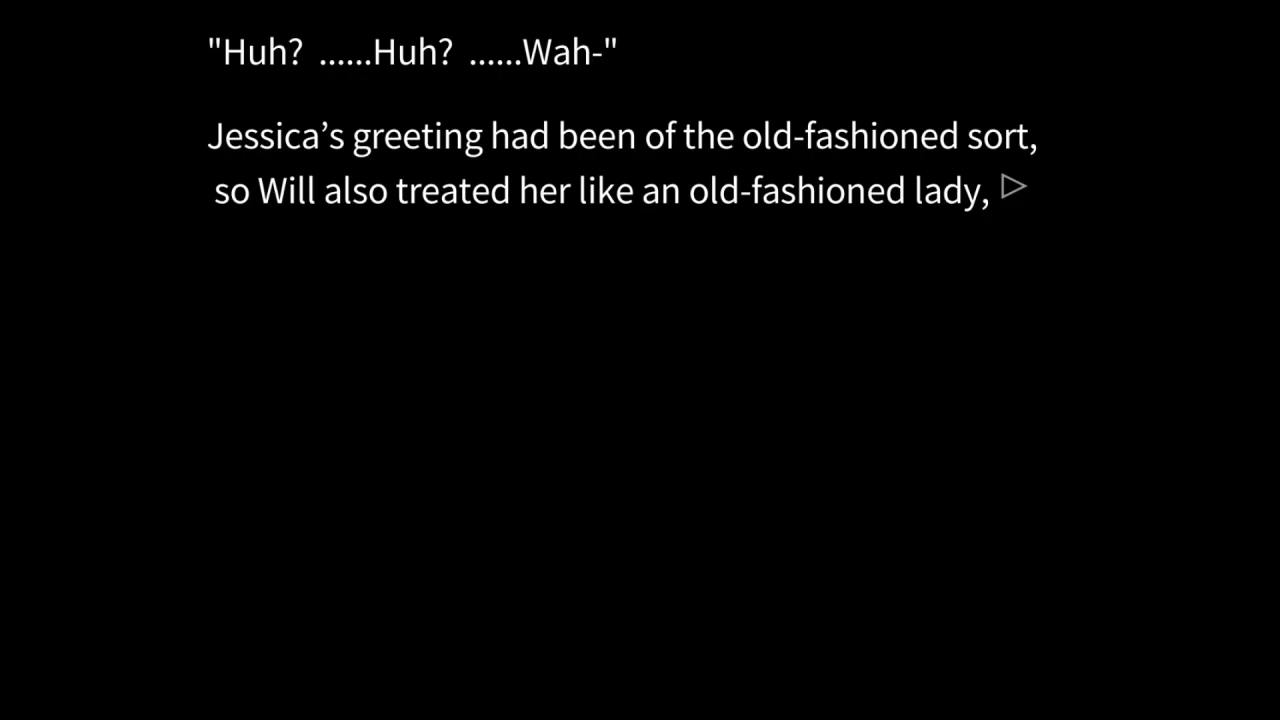 "Huh?  ......Huh?  ......Wah-"
Jessica’s greeting had been of the old-fashioned sort,
so Will also treated her like an old-fashioned lady,